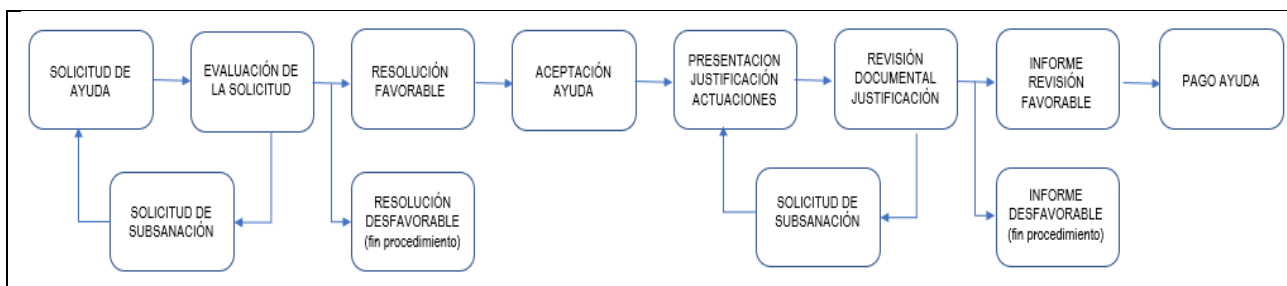 SOLICITUD DE
AYUDA
EVALUACIÓN DE
LA SOLICITUD
RESOLUCIÓN
FAVORABLE
ACEPTACIÓN
AYUDA
PRESENTACION
JUSTIFICACIÓN
ACTUACIONES
REVISIÓN
DOCUMENTAL
JUSTIFICACIÓN
INFORME
REVISIÓN
FAVORABLE
PAGO AYUDA
SOLICITUD DE
SUBSANACIÓN
RESOLUCIÓN
DESFAVORABLE
(fin procedimiento)
SOLICITUD DE
SUBSANACIÓN
INFORME
DESFAVORABLE
(fin procedimiento)